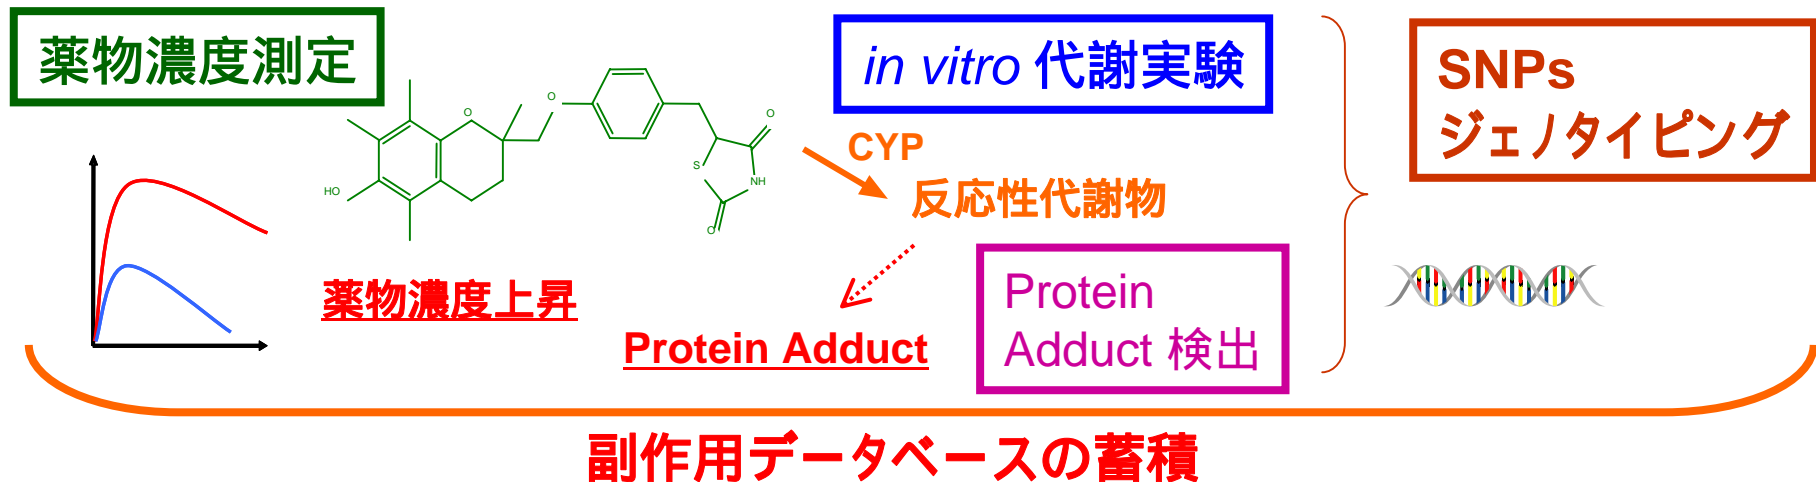 薬物濃度測定
in vitro 代謝実験
SNPs
ジェノタイピング
O
O
O
HO
S
NH
O
CYP
反応性代謝物
薬物濃度上昇
Protein Adduct
Protein
Adduct 検出
副作用データベースの蓄積